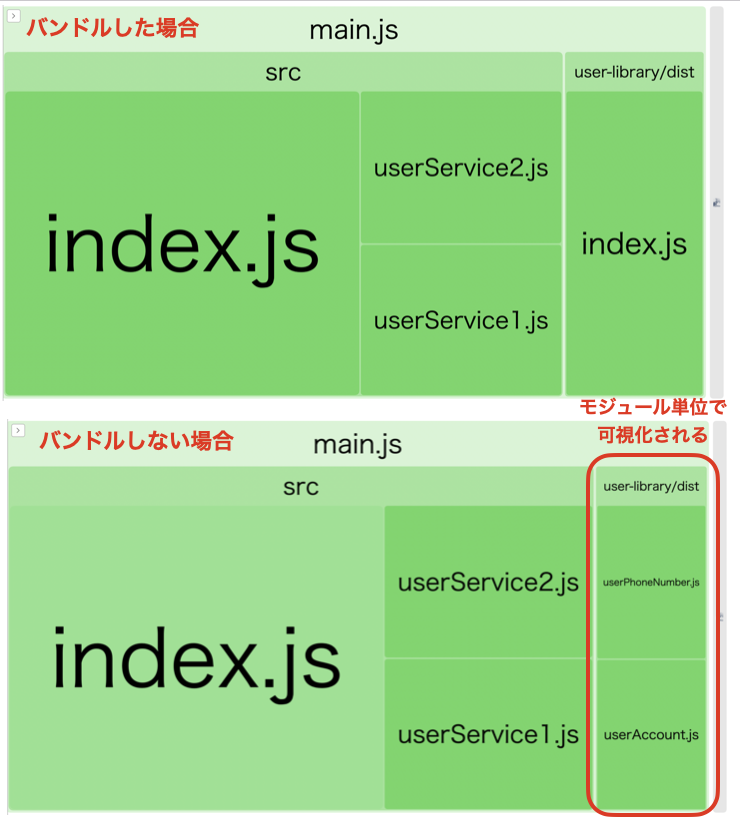 バンドルした場合
main.js
src
user-library/dist
index.js
userService2.js
userService1.js
index.js
モジュール単位で
可視化される
バンドルしない場合
main.js
src
user-library/dist
index.js
userService2.js
userService1.js
userPhoneNumber.js
userAccount.js